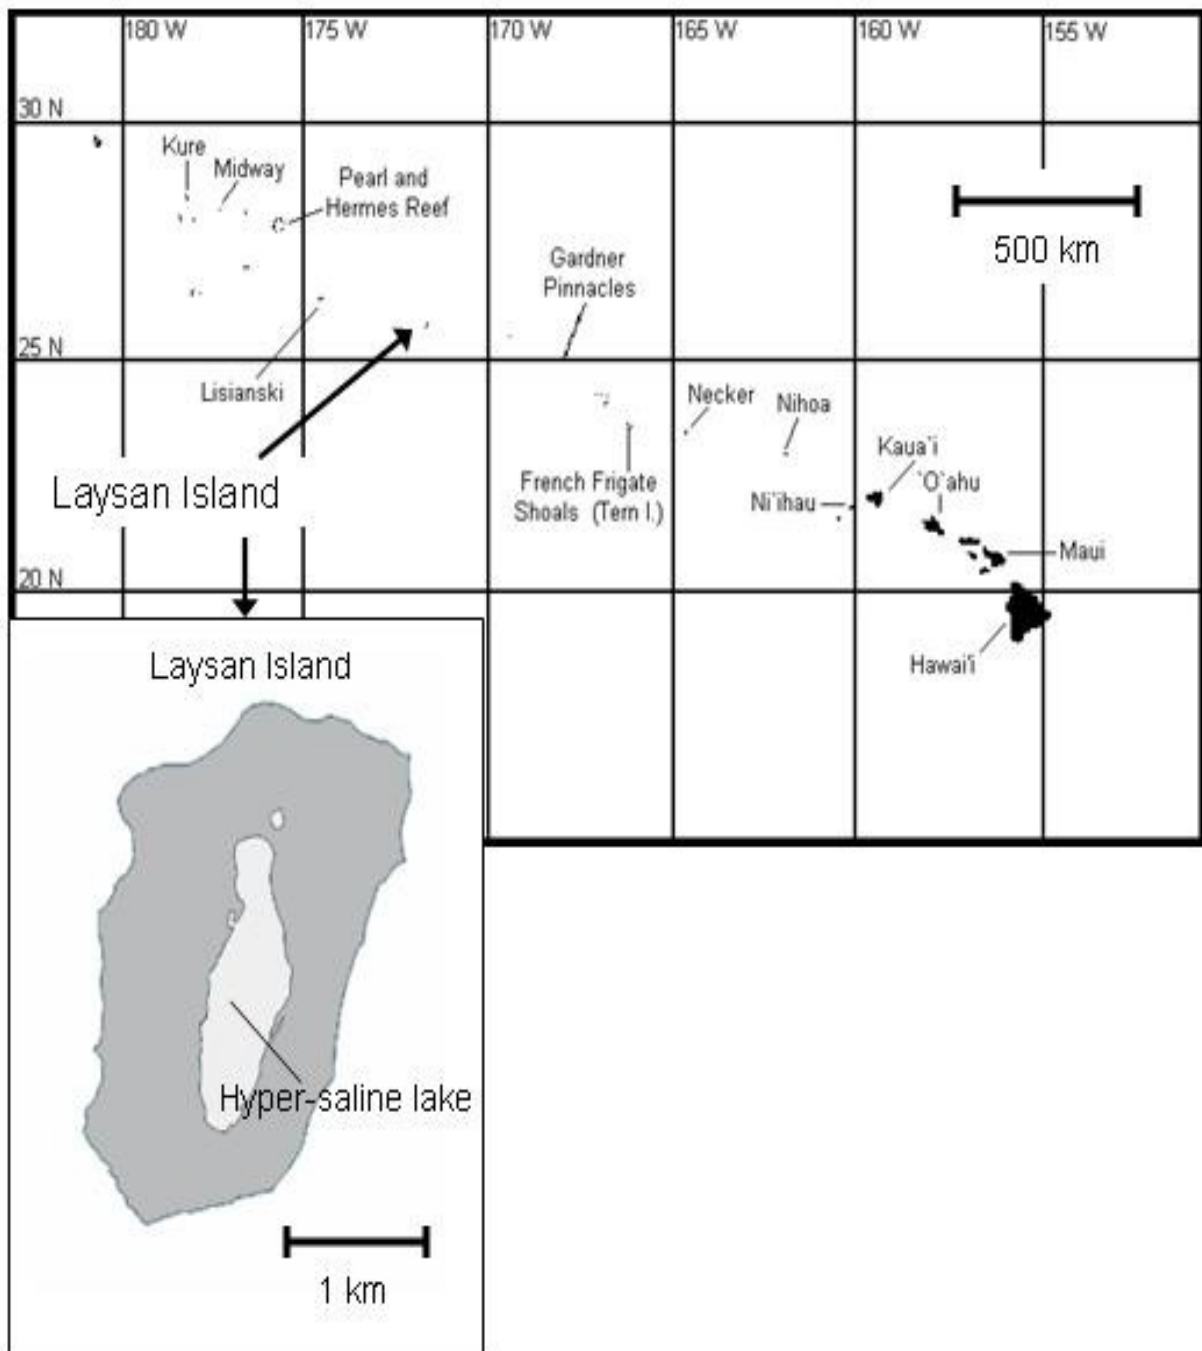 180 W
175 W
170 W
165 W
160 W
155 W
30 N
Kure
Midway
Pearl and
Hermes Reef
500 km
Gardner
Pinnacles
25 N
Lisianski
Laysan Island
Necker
Nihoa
Kaua`i
`O`ahu
French Frigate
Shoals (Tern I.)
Ni`ihau
Maui
20 N
Hawai'i
Laysan Island
Hyper-saline lake
1 km